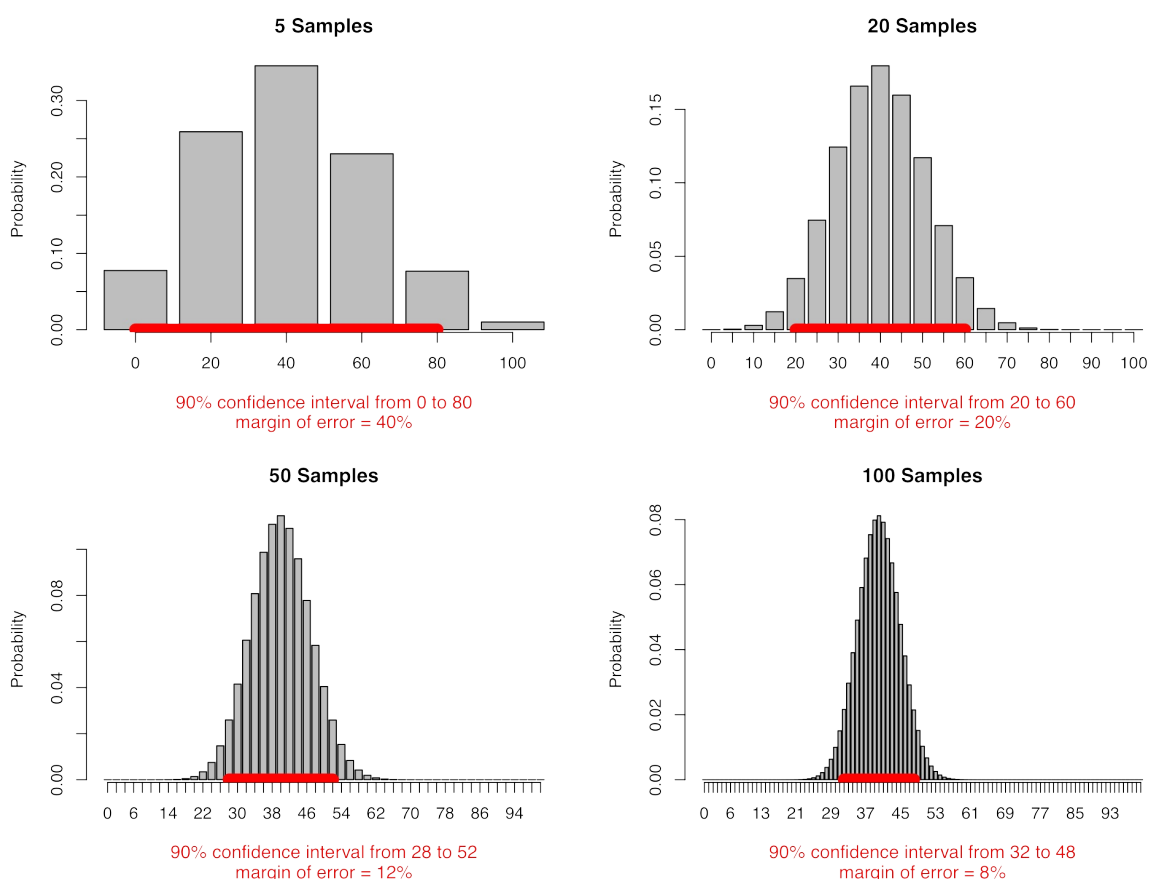 5 Samples
Probability
0.00 0.10 0.20 0.30
0 20 40 60 80 100
90% confidence interval from 0 to 80
margin of error = 40%
20 Samples
Probability
0.00 0.05 0.10 0.15
0 10 20 30 40 50 60 70 80 90 100
90% confidence interval from 20 to 60
margin of error = 20%
50 Samples
Probability
0.00 0.04 0.08
0 6 14 22 30 38 46 54 62 70 78 86 94
90% confidence interval from 28 to 52
margin of error = 12%
100 Samples
Probability
0.00 0.02 0.04 0.06 0.08
0 6 13 21 29 37 45 53 61 69 77 85 93
90% confidence interval from 32 to 48
margin of error = 8%